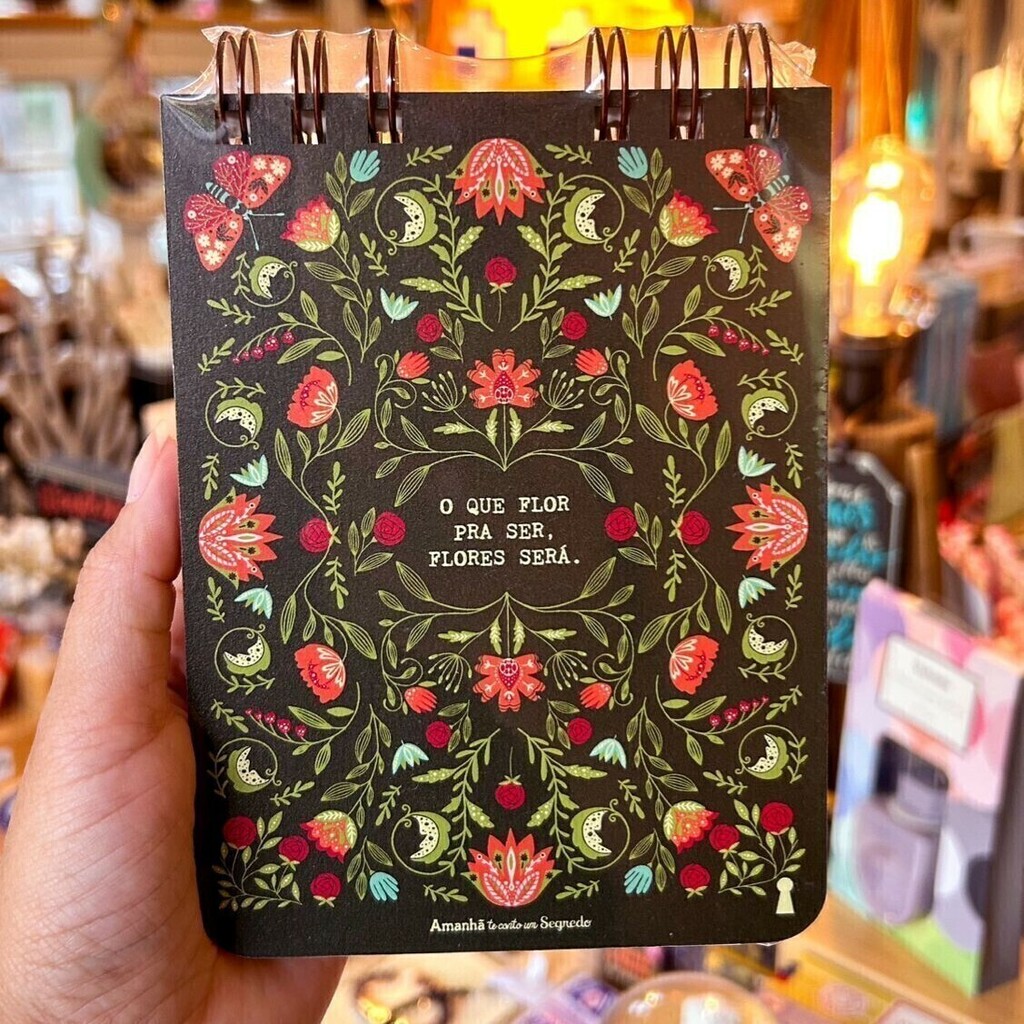 O QUE FLOR
PRA SER,
FLORES SERÁ.
Amanhã te conto um Segredo